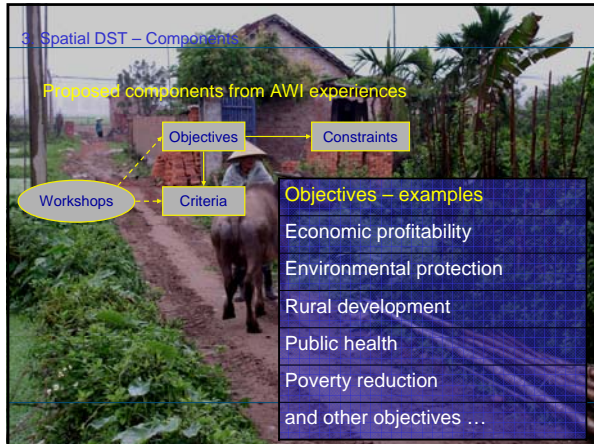 3. Spatial DST – Components
Proposed components from AWI experiences
Objectives
Constraints
Workshops
Criteria
Objectives – examples
Economic profitability
Environmental protection
Rural development
Public health
Poverty reduction
and other objectives …